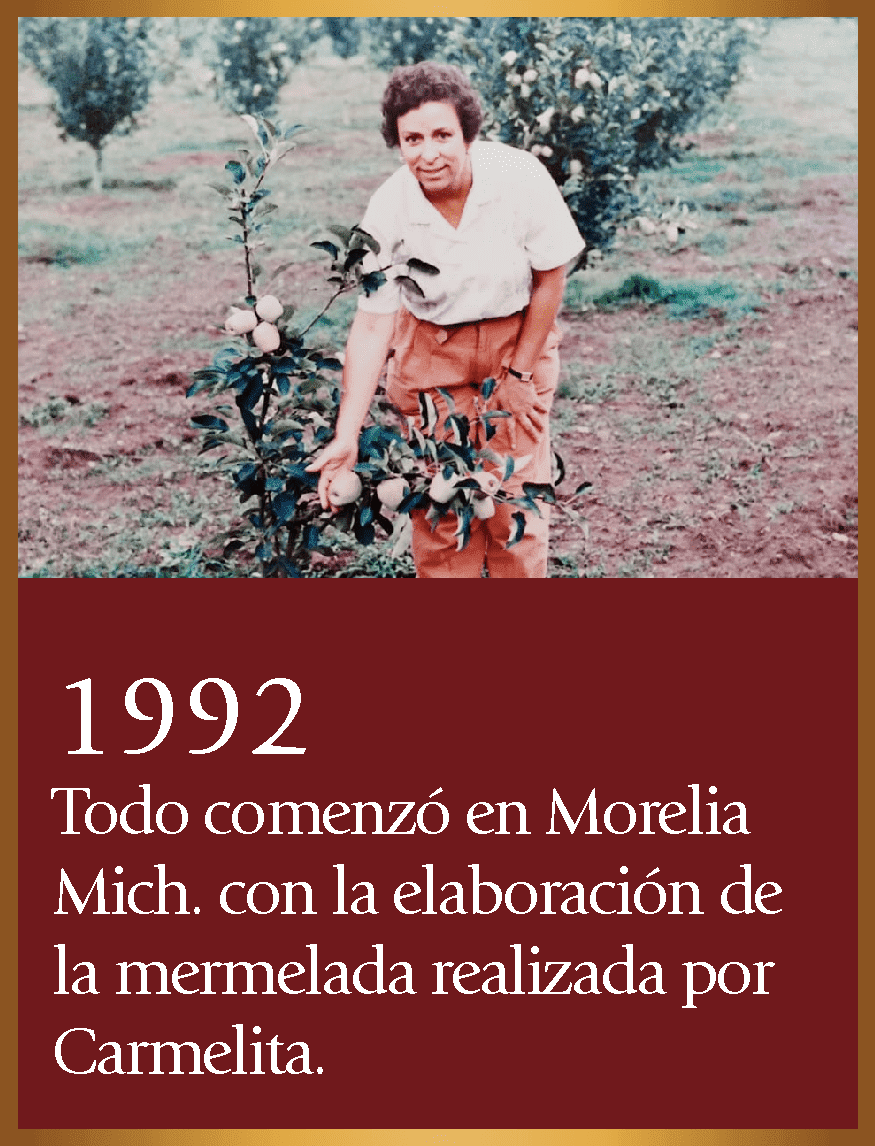 1992
Todo comenzó en Morelia
Mich. con la elaboración de
la mermelada realizada por
Carmelita.